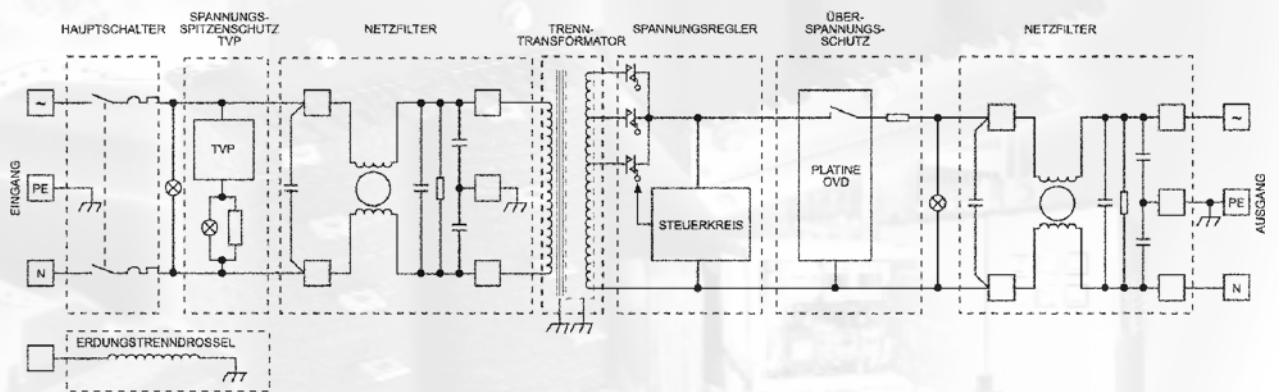 HAUPTSCHALTER
SPANNUNGS-
SPITZENSCHUTZ
TVP
NETZFILTER
TRENN-
TRANSFORMATOR
SPANNUNGSREGLER
ÜBER-
SPANNUNGS-
SCHUTZ
NETZFILTER
EINGANG
~
PE
N
TVP
STEUERKREIS
PLATINE
OVD
~
PE
N
AUSGANG
ERDUNGSTRENNDROSSEL